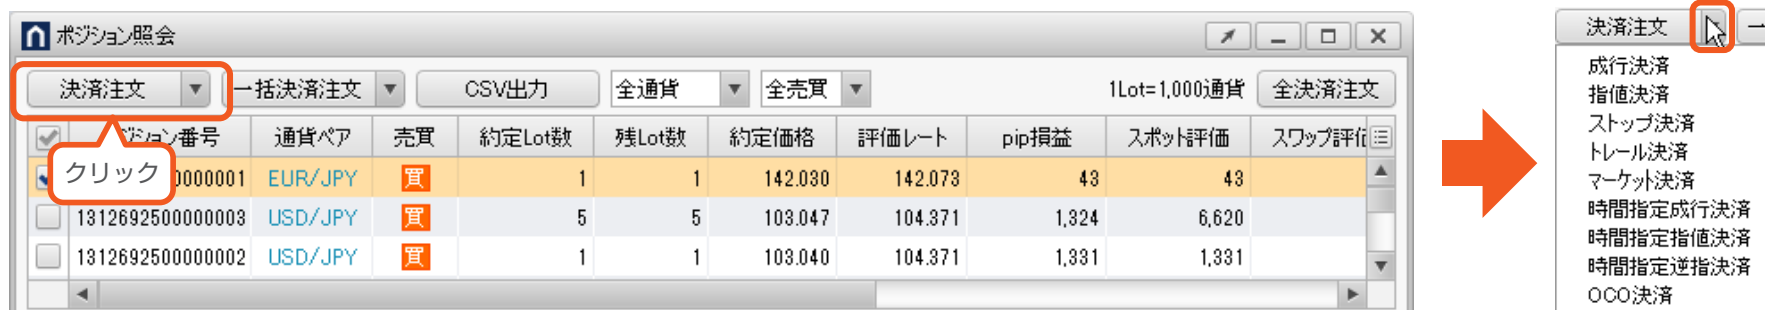 ポジション照会
決済注文
一括決済注文
CSV出力
全通貨
全売買
1Lot=1,000通貨
全決済注文
ション番号 通貨ペア 売買 約定Lot数 残Lot数 約定価格 評価レート pip損益 スポット評価 スワップ評価
クリック
0000001 EUR/JPY 買 1 1 142.030 142.073 43 43
1312692500000003 USD/JPY 買 5 5 103.047 104.371 1,324 6,620
1312692500000002 USD/JPY 買 1 1 103.040 104.371 1,331 1,331
決済注文
成行決済
指値決済
ストップ決済
トレール決済
マーケット決済
時間指定成行決済
時間指定指値決済
時間指定逆指決済
OCO決済